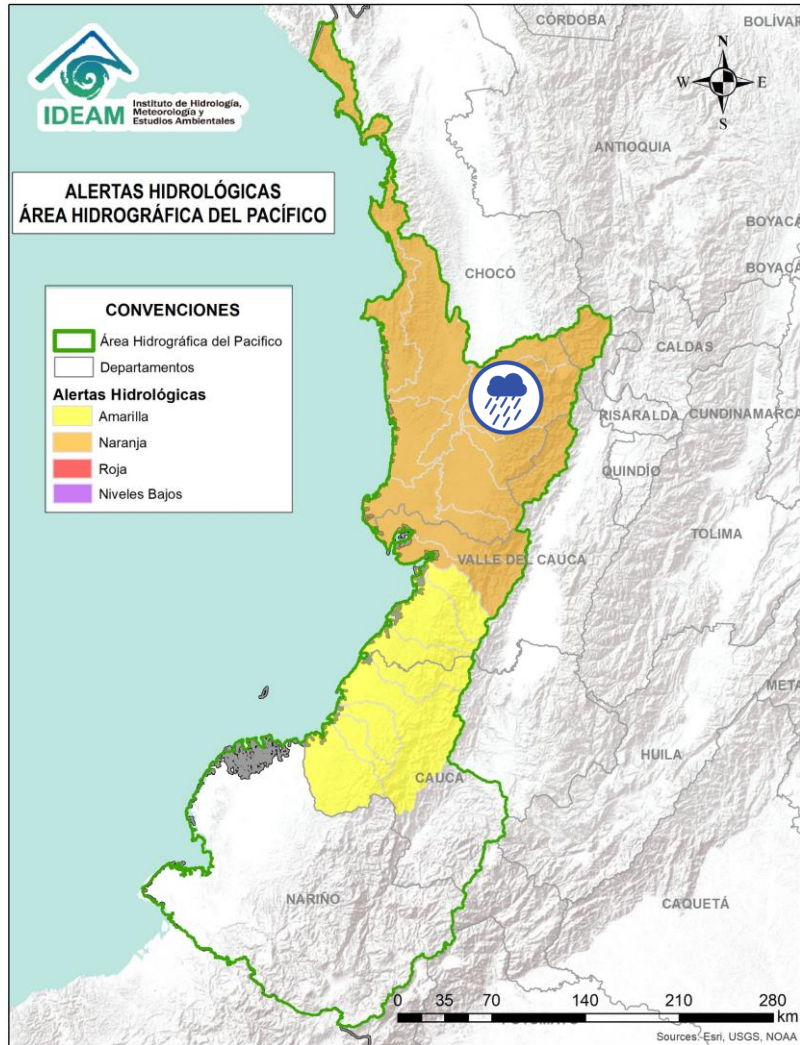 IDEAM
Instituto de Hidrología,
Meteorología y
Estudios Ambientales
ALERTAS HIDROLÓGICAS
ÁREA HIDROGRÁFICA DEL PACÍFICO
CONVENCIONES
Área Hidrográfica del Pacifico
Departamentos
Alertas Hidrológicas
Amarilla
Naranja
Roja
Niveles Bajos
CÓRDOBA
BOLÍVAR
N
W
E
S
ANTIOQUIA
BOYACÁ
BOYACÁ
CHOCÓ
CALDAS
RISARALDA
CUNDINAMARCA
QUINDÍO
TOLIMA
VALLE DEL CAUCA
META
HUILA
CAUCA
NARIÑO
CAQUETÁ
0 35 70 140 210 280
km
Sources: Esri, USGS, NOAA